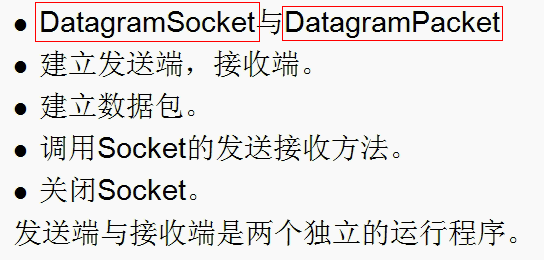 ● DatagramSocket与DatagramPacket
● 建立发送端，接收端。
● 建立数据包。
● 调用Socket的发送接收方法。
● 关闭Socket。
发送端与接收端是两个独立的运行程序。